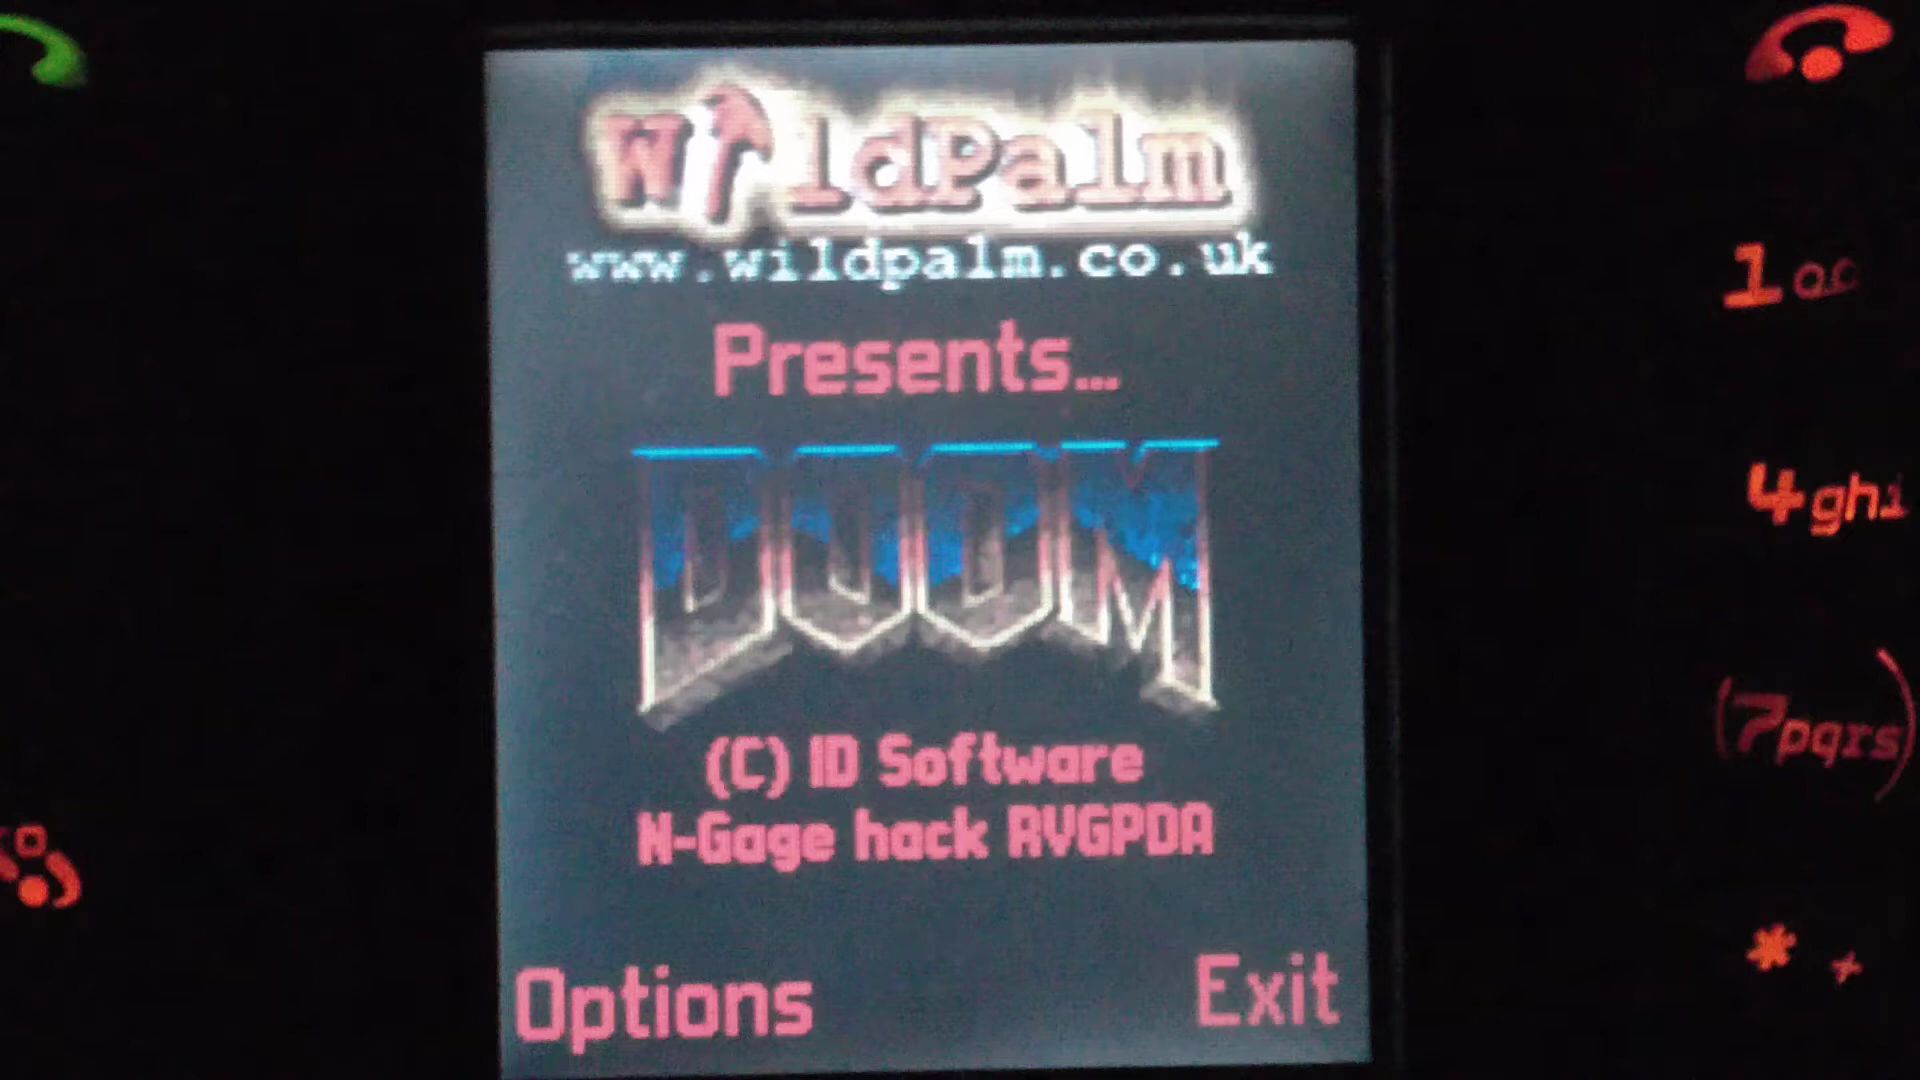 WildPalm
www.wildpalm.co.uk
Presents...
DOOM
(C) ID Software
N-Gage hack RVGPDA
Options
Exit
1
4ghi
7pqrs
* +